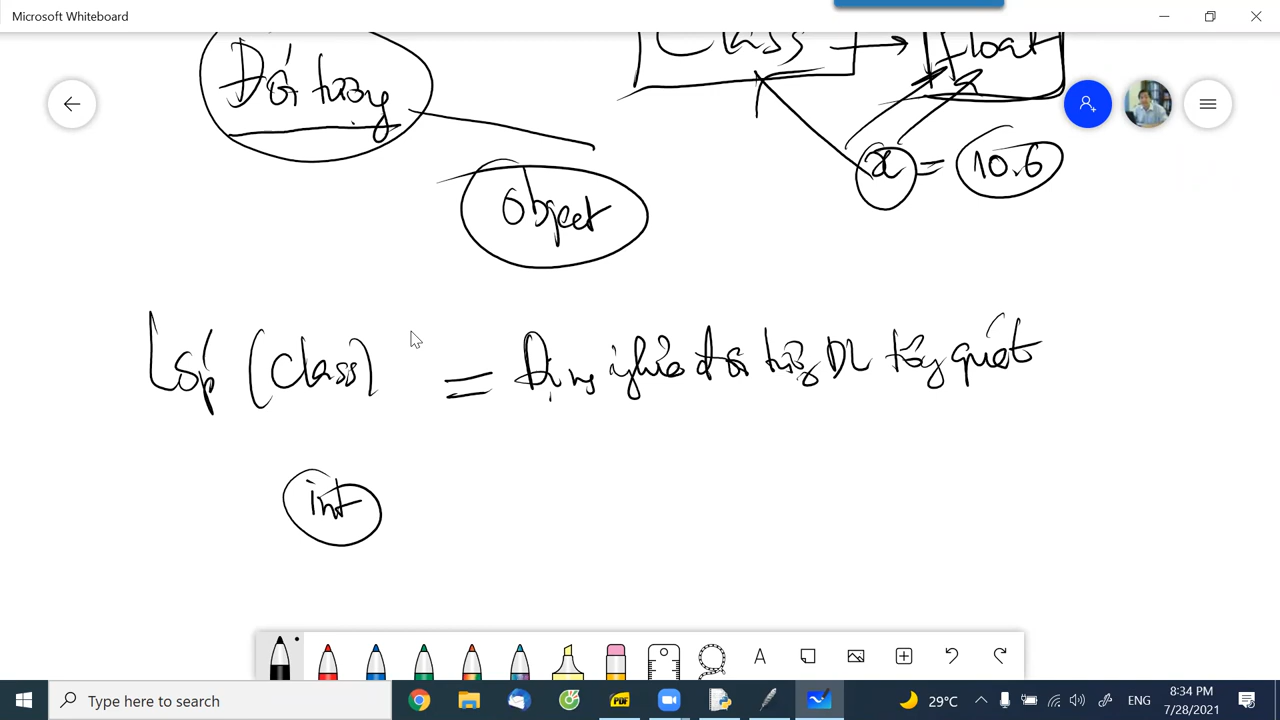 Microsoft Whiteboard
Đối tượng
Class
float
x = 10.6
Object
Lớp (class) = Định nghĩa đối tượng DL tổng quát
int
Type here to search
29°C
ENG
8:34 PM
7/28/2021